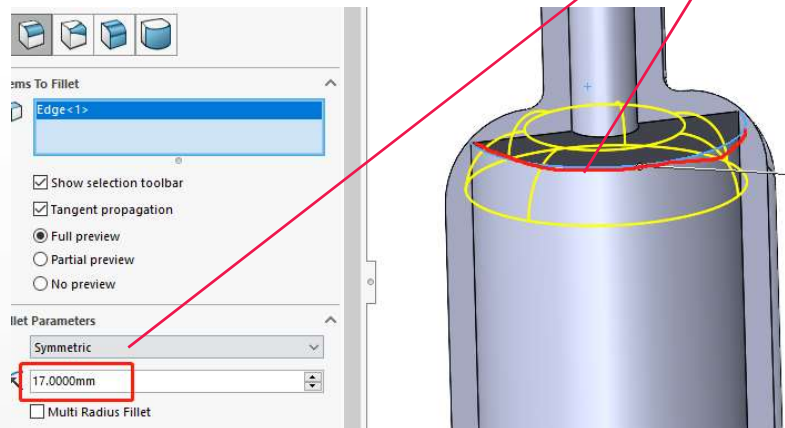 ems To Fillet
Edge<1>
Show selection toolbar
Tangent propagation
Full preview
Partial preview
No preview
llet Parameters
Symmetric
17.0000mm
Multi Radius Fillet